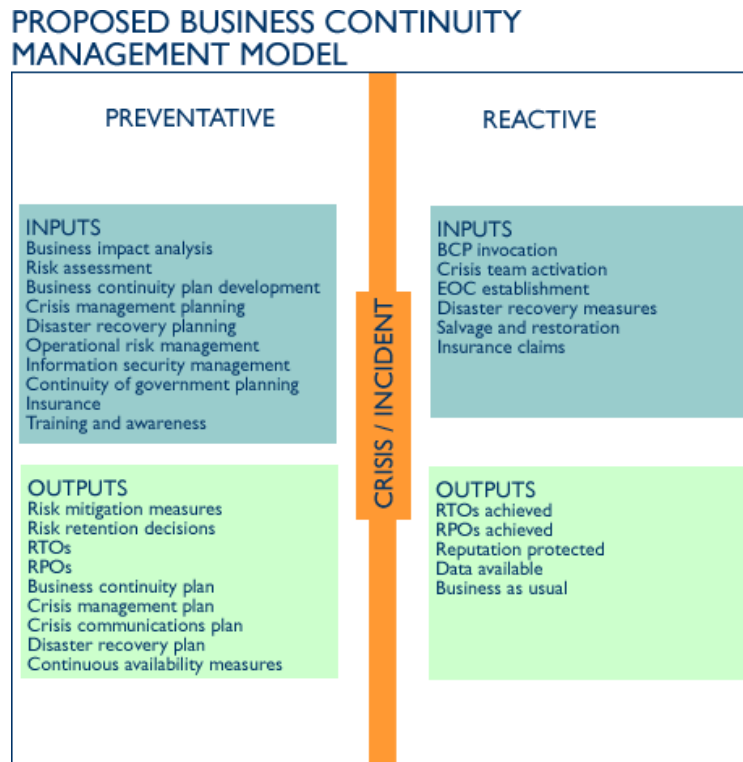 PROPOSED BUSINESS CONTINUITY
MANAGEMENT MODEL
PREVENTATIVE
INPUTS
Business impact analysis
Risk assessment
Business continuity plan development
Crisis management planning
Disaster recovery planning
Operational risk management
Information security management
Continuity of government planning
Insurance
Training and awareness
OUTPUTS
Risk mitigation measures
Risk retention decisions
RTOs
RPOs
Business continuity plan
Crisis management plan
Crisis communications plan
Disaster recovery plan
Continuous availability measures
CRISIS / INCIDENT
REACTIVE
INPUTS
BCP invocation
Crisis team activation
EOC establishment
Disaster recovery measures
Salvage and restoration
Insurance claims
OUTPUTS
RTOs achieved
RPOs achieved
Reputation protected
Data available
Business as usual